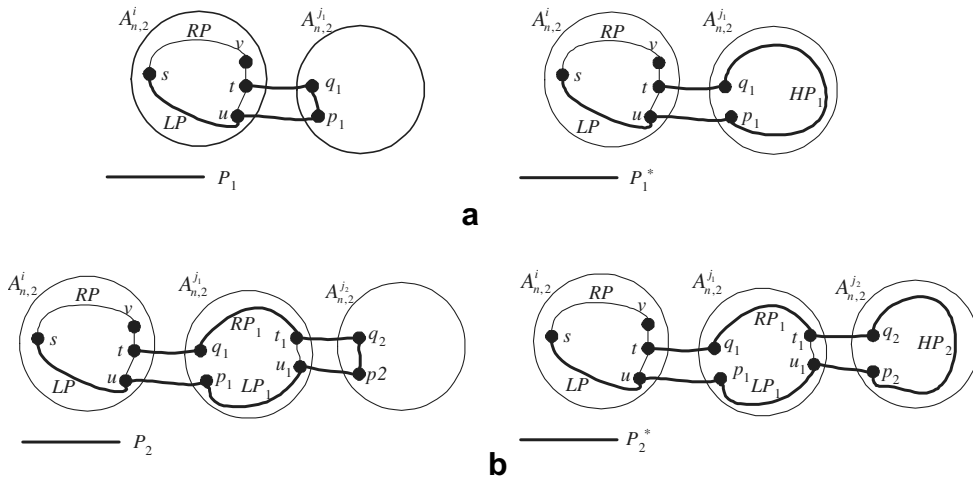 A^i_{n,2} RP v s t u LP q_1 p_1 A^{j_1}_{n,2}
P_1
A^i_{n,2} RP v s t u LP q_1 p_1 HP_1 A^{j_1}_{n,2}
P_1^*
a
A^i_{n,2} RP v s t u LP A^{j_1}_{n,2} q_1 RP_1 p_1 LP_1 t_1 u_1 A^{j_2}_{n,2} q_2 p2
P_2
A^i_{n,2} RP v s t u LP A^{j_1}_{n,2} q_1 RP_1 p_1 LP_1 t_1 u_1 A^{j_2}_{n,2} q_2 p_2 HP_2
P_2^*
b